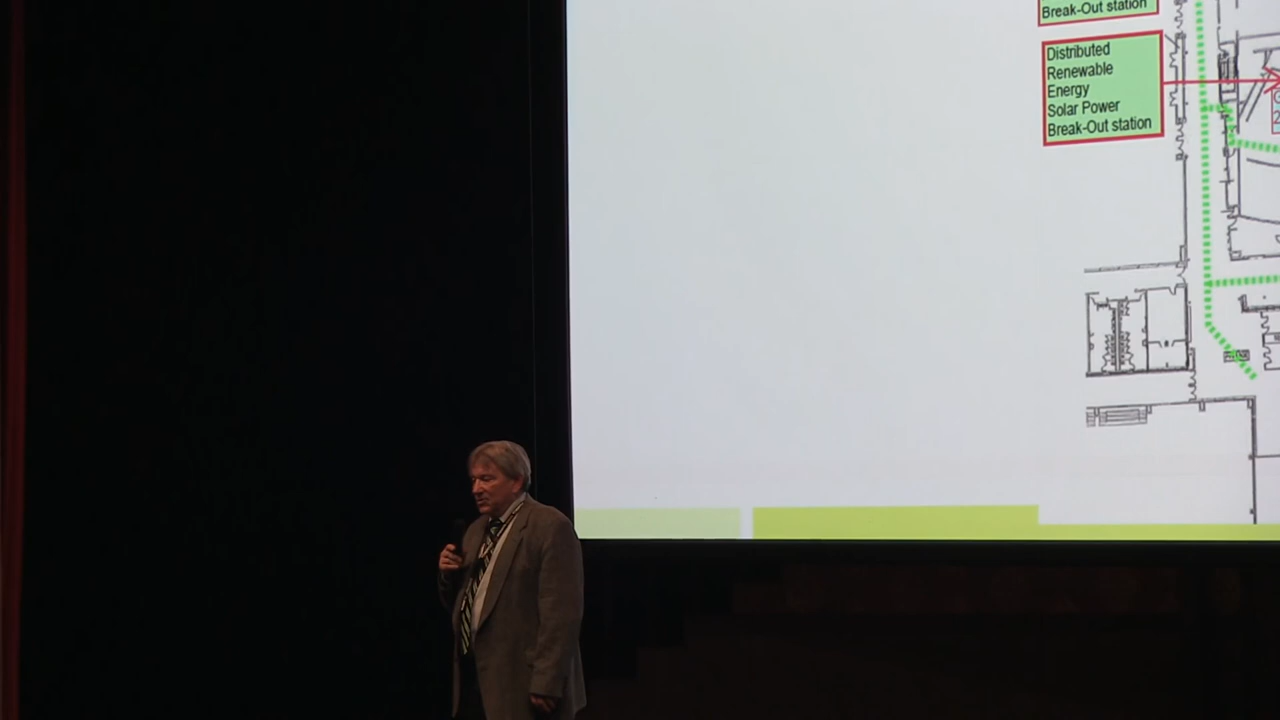 Break-Out station
Distributed
Renewable
Energy
Solar Power
Break-Out station